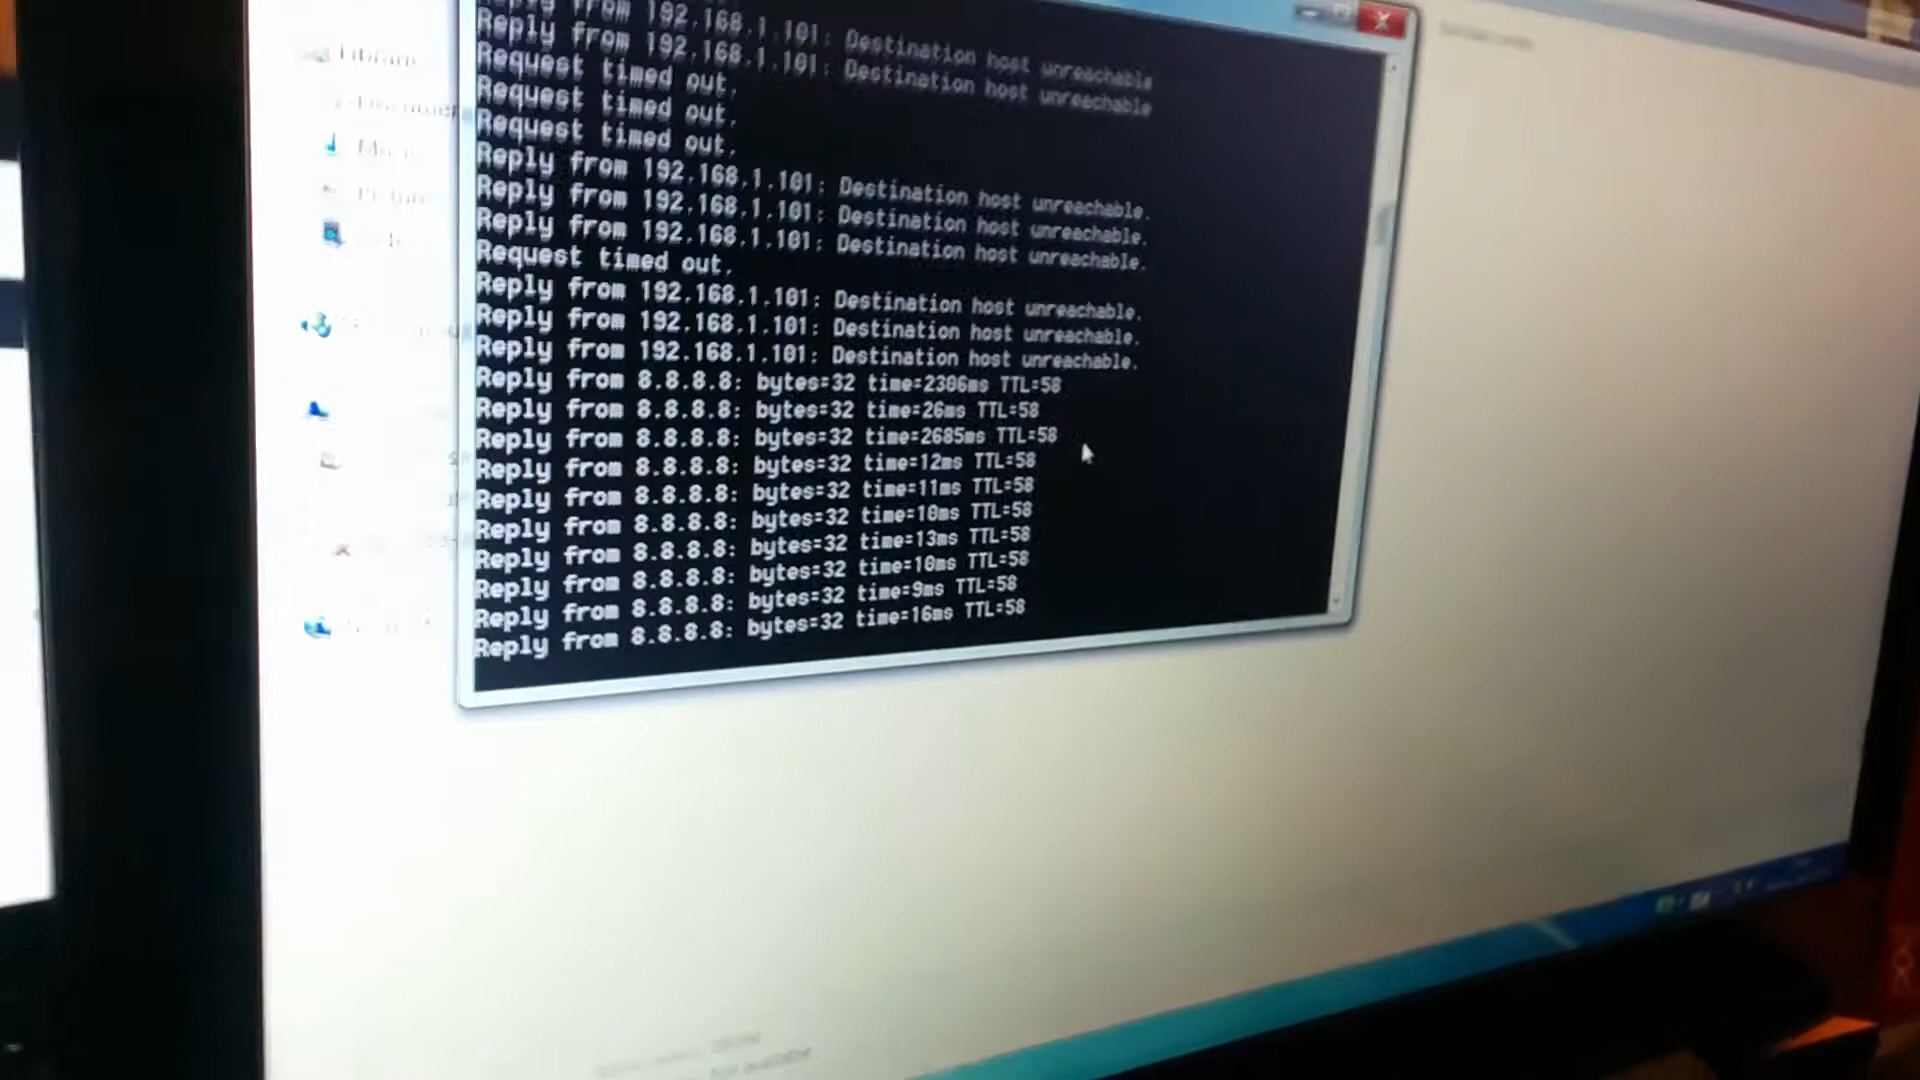 Reply from 192.168.1.101: Destination host unreachable
Reply from 192.168.1.101: Destination host unreachable
Request timed out.
Request timed out.
Request timed out.
Reply from 192.168.1.101: Destination host unreachable.
Reply from 192.168.1.101: Destination host unreachable.
Reply from 192.168.1.101: Destination host unreachable.
Request timed out.
Reply from 192.168.1.101: Destination host unreachable.
Reply from 192.168.1.101: Destination host unreachable.
Reply from 192.168.1.101: Destination host unreachable.
Reply from 8.8.8.8: bytes=32 time=2306ms TTL=58
Reply from 8.8.8.8: bytes=32 time=26ms TTL=58
Reply from 8.8.8.8: bytes=32 time=2685ms TTL=58
Reply from 8.8.8.8: bytes=32 time=12ms TTL=58
Reply from 8.8.8.8: bytes=32 time=11ms TTL=58
Reply from 8.8.8.8: bytes=32 time=10ms TTL=58
Reply from 8.8.8.8: bytes=32 time=13ms TTL=58
Reply from 8.8.8.8: bytes=32 time=10ms TTL=58
Reply from 8.8.8.8: bytes=32 time=9ms TTL=58
Reply from 8.8.8.8: bytes=32 time=16ms TTL=58